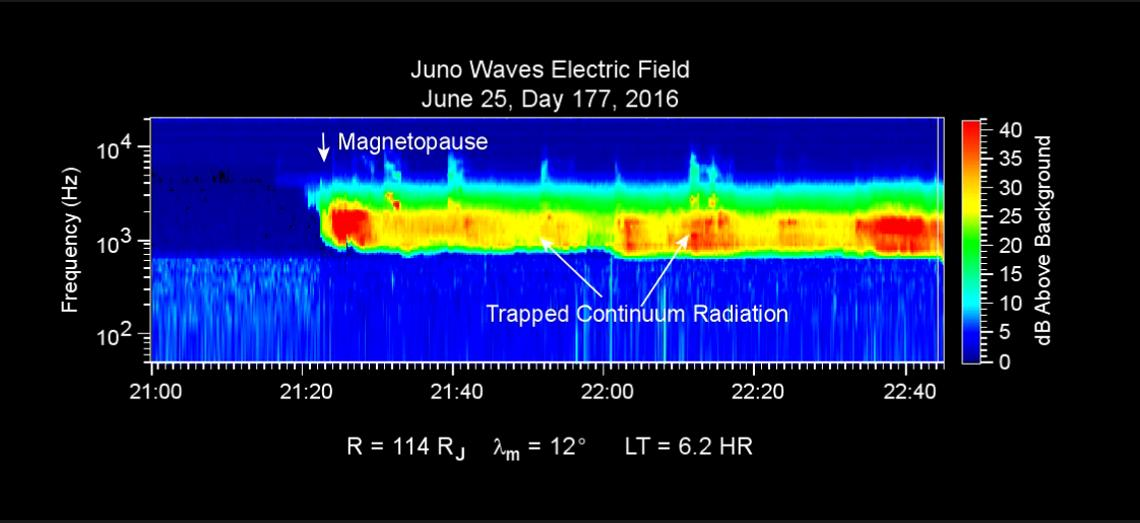 Juno Waves Electric Field
June 25, Day 177, 2016
Magnetopause
Trapped Continuum Radiation
Frequency (Hz)
10⁴
10³
10²
21:00 21:20 21:40 22:00 22:20 22:40
40
35
30
25
20
15
10
5
0
dB Above Background
R = 114 R_J λ_m = 12° LT = 6.2 HR